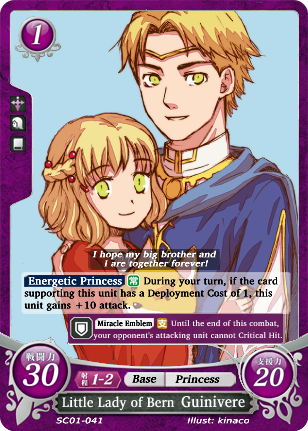 1
I hope my big brother and
I are together forever!
Energetic Princess 常 During your turn, if the card
supporting this unit has a Deployment Cost of 1, this
unit gains +10 attack.
Miracle Emblem 支 Until the end of this combat,
your opponent's attacking unit cannot Critical Hit.
戦闘力
30
射程 1-2
Base
Princess
支援力
20
Little Lady of Bern Guinivere
SC01-041
Illust: kinaco